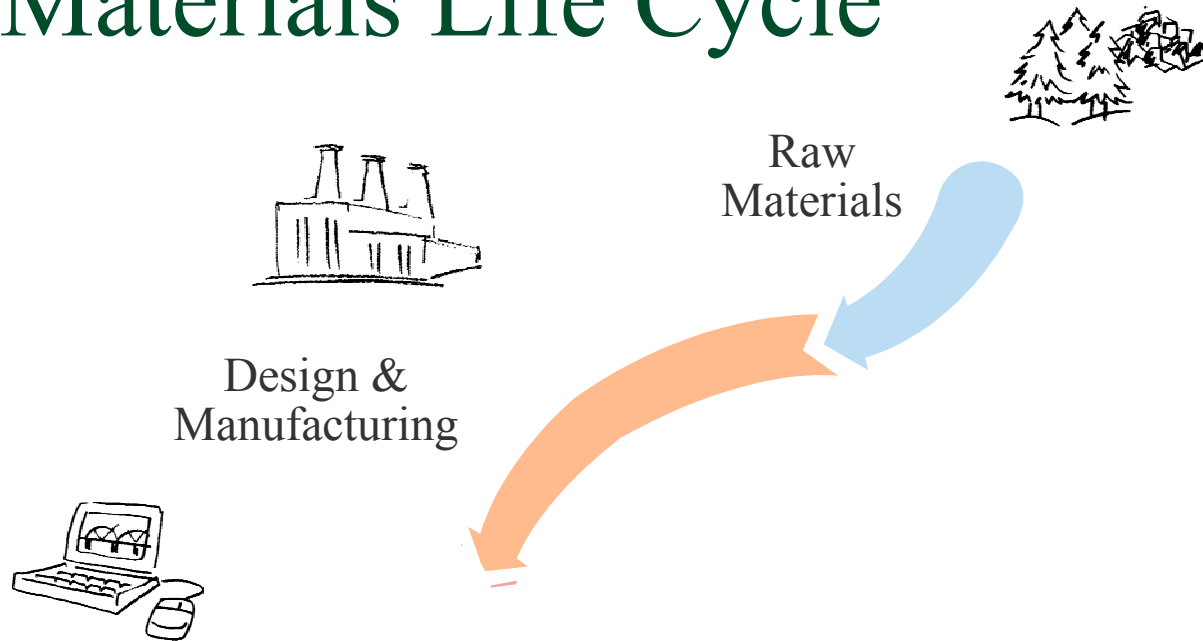 Materials Life Cycle
Raw
Materials
Design &
Manufacturing